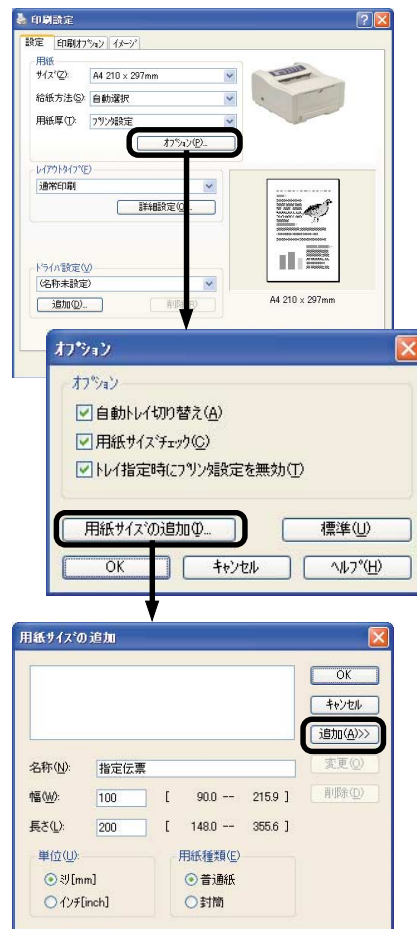 印刷設定
設定 印刷ｵﾌﾟｼｮﾝ ｲﾒｰｼﾞ
用紙
ｻｲｽﾞ(Z): A4 210 x 297mm
給紙方法(S): 自動選択
用紙厚(T): ﾌﾟﾘﾝﾀ設定
ｵﾌﾟｼｮﾝ(P)...
ﾚｲｱｳﾄﾀｲﾌﾟ(E)
通常印刷
詳細設定
ﾄﾞﾗｲﾊﾞ設定(V)
(名称未設定)
追加(D)... 削除
A4 210 x 297mm
ｵﾌﾟｼｮﾝ
ｵﾌﾟｼｮﾝ
自動ﾄﾚｲ切り替え(A)
用紙ｻｲｽﾞﾁｪｯｸ(C)
ﾄﾚｲ指定時にﾌﾟﾘﾝﾀ設定を無効(T)
用紙ｻｲｽﾞの追加(I)... 標準(U)
OK ｷｬﾝｾﾙ ﾍﾙﾌﾟ(H)
用紙ｻｲｽﾞの追加
OK
ｷｬﾝｾﾙ
追加(A)>>
名称(N): 指定伝票 変更(O)
幅(W): 100 [ 90.0 -- 215.9 ] 削除(D)
長さ(L): 200 [ 148.0 -- 355.6 ]
単位(U): 用紙種類(E)
ﾐﾘ[mm] 普通紙
ｲﾝﾁ[inch] 封筒